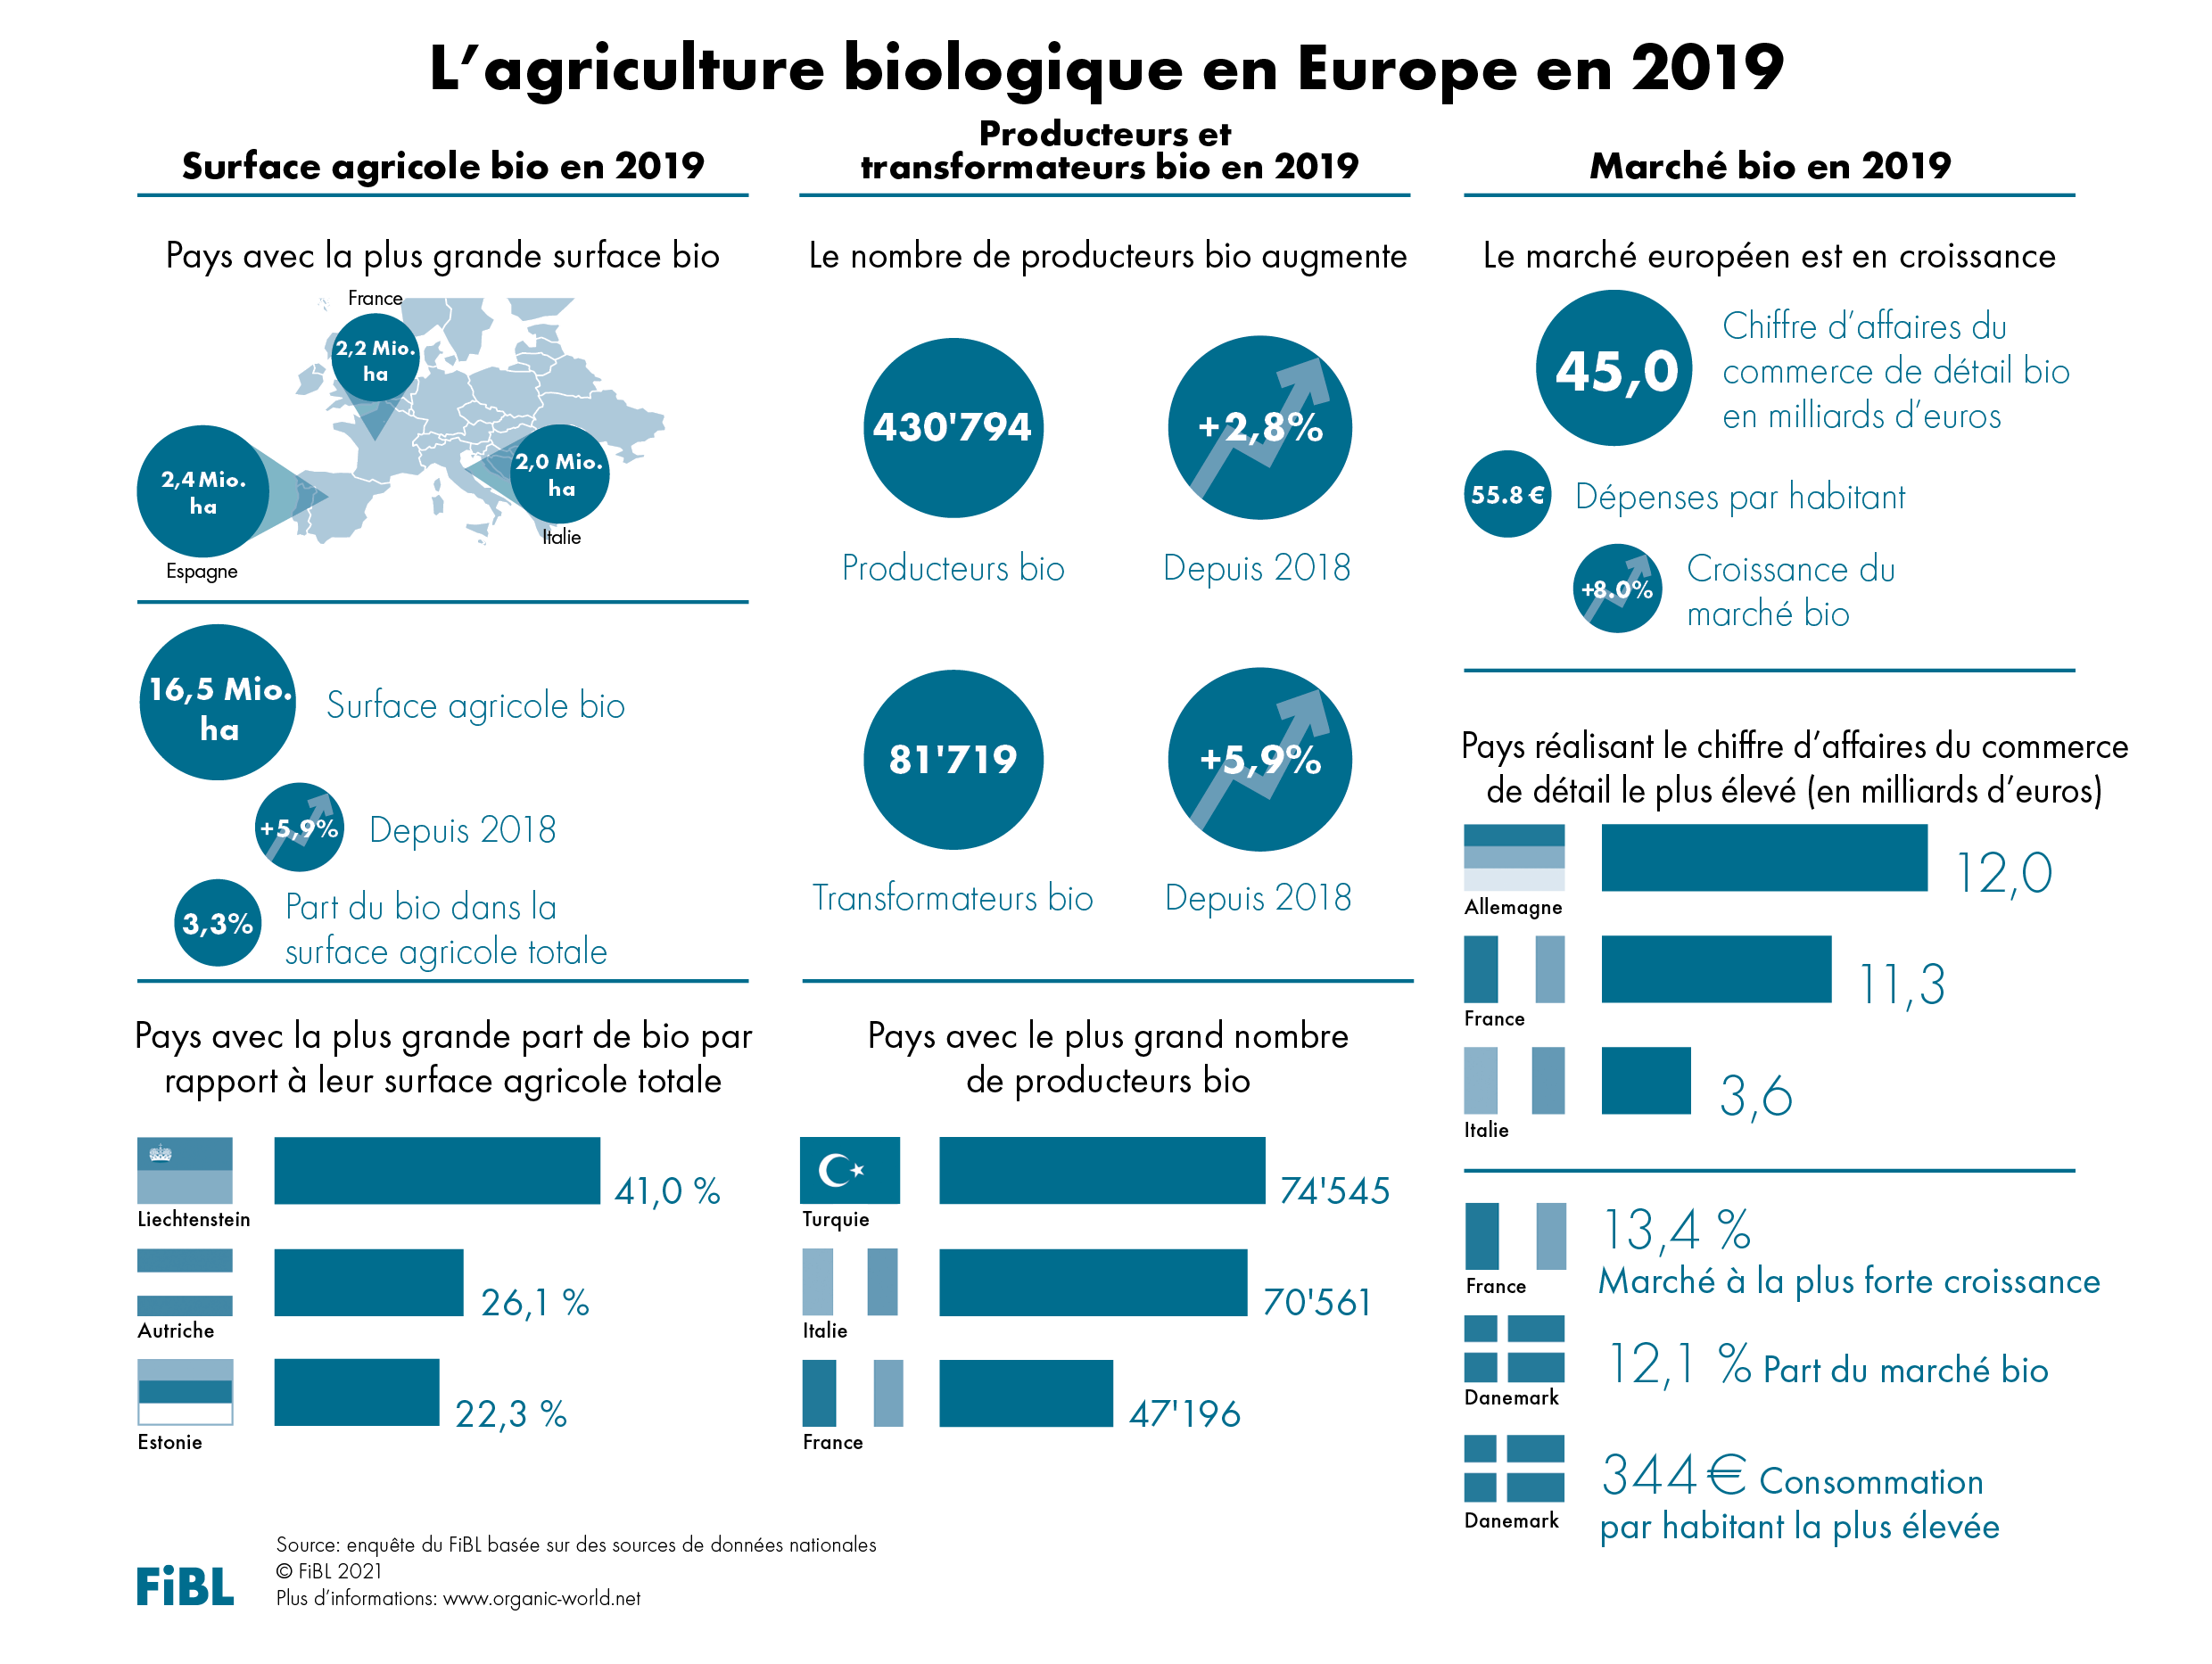 L’agriculture biologique en Europe en 2019
Surface agricole bio en 2019
Pays avec la plus grande surface bio
France
2,2 Mio.
ha
2,4 Mio.
ha
Espagne
2,0 Mio.
ha
Italie
16,5 Mio.
ha
Surface agricole bio
+5,9%
Depuis 2018
3,3%
Part du bio dans la
surface agricole totale
Pays avec la plus grande part de bio par
rapport à leur surface agricole totale
Liechtenstein
41,0 %
Autriche
26,1 %
Estonie
22,3 %
Producteurs et
transformateurs bio en 2019
Le nombre de producteurs bio augmente
430'794
+2,8%
Producteurs bio
Depuis 2018
81'719
+5,9%
Transformateurs bio
Depuis 2018
Pays avec le plus grand nombre
de producteurs bio
Turquie
74'545
Italie
70'561
France
47'196
Marché bio en 2019
Le marché européen est en croissance
45,0
Chiffre d’affaires du
commerce de détail bio
en milliards d’euros
55.8 €
Dépenses par habitant
+8.0%
Croissance du
marché bio
Pays réalisant le chiffre d’affaires du commerce
de détail le plus élevé (en milliards d’euros)
Allemagne
12,0
France
11,3
Italie
3,6
France
13,4 %
Marché à la plus forte croissance
Danemark
12,1 % Part du marché bio
Danemark
344 € Consommation
par habitant la plus élevée
FiBL
Source: enquête du FiBL basée sur des sources de données nationales
© FiBL 2021
Plus d’informations: www.organic-world.net